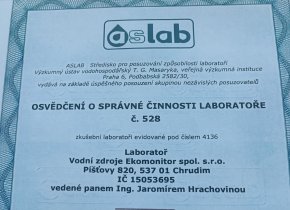 aslab
ASLAB Středisko pro posuzování způsobilosti laboratoří
Výzkumný ústav vodohospodářský T. G. Masaryka, veřejná výzkumná instituce
Praha 6, Podbabská 2582/30,
vydává na základě úspěšného posouzení skupinou nezávislých posuzovatelů
OSVĚDČENÍ O SPRÁVNÉ ČINNOSTI LABORATOŘE
č. 528
zkušební laboratoři evidované pod číslem 4136
Laboratoř
Vodní zdroje Ekomonitor spol. s.r.o.
Píšťovy 820, 537 01 Chrudim
IČ 15053695
vedené panem Ing. Jaromírem Hrachovinou